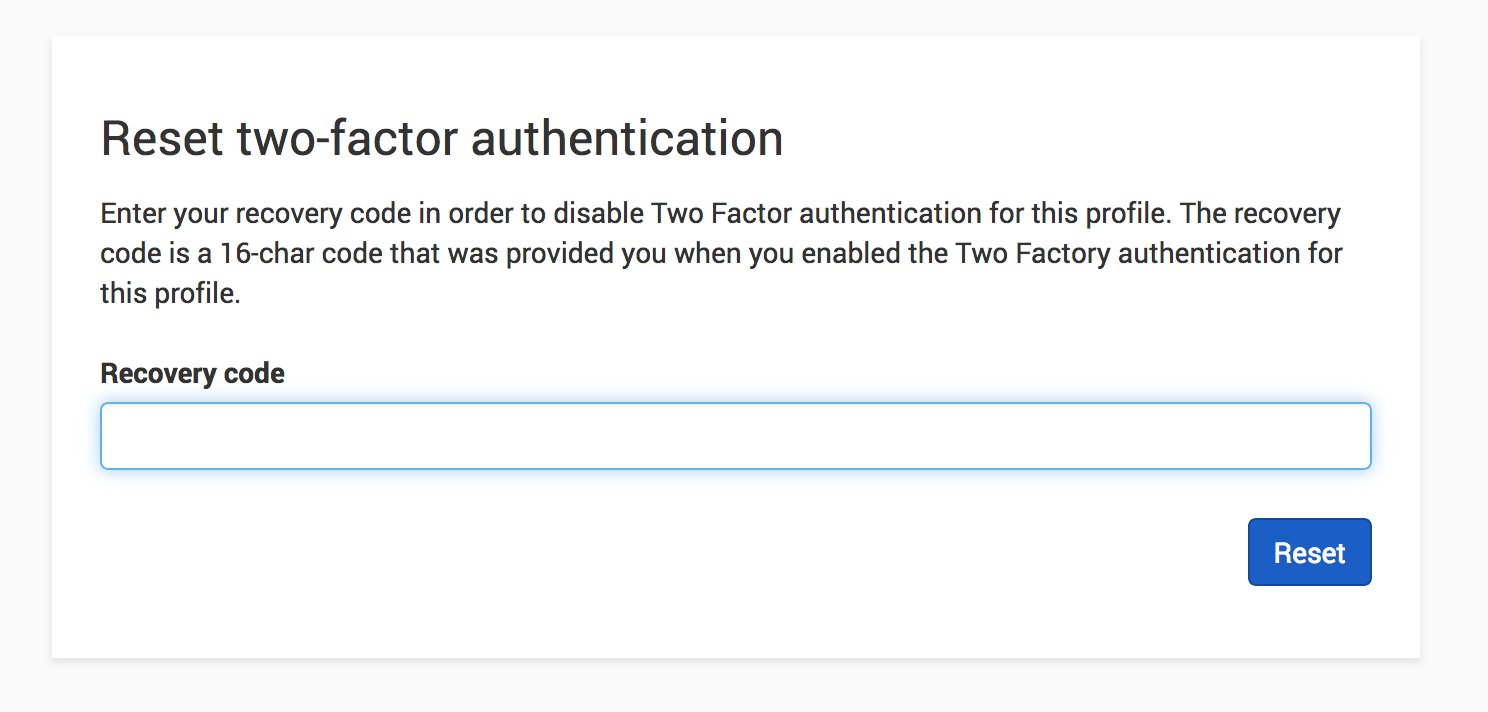 Reset two-factor authentication
Enter your recovery code in order to disable Two Factor authentication for this profile. The recovery
code is a 16-char code that was provided you when you enabled the Two Factory authentication for
this profile.
Recovery code
Reset